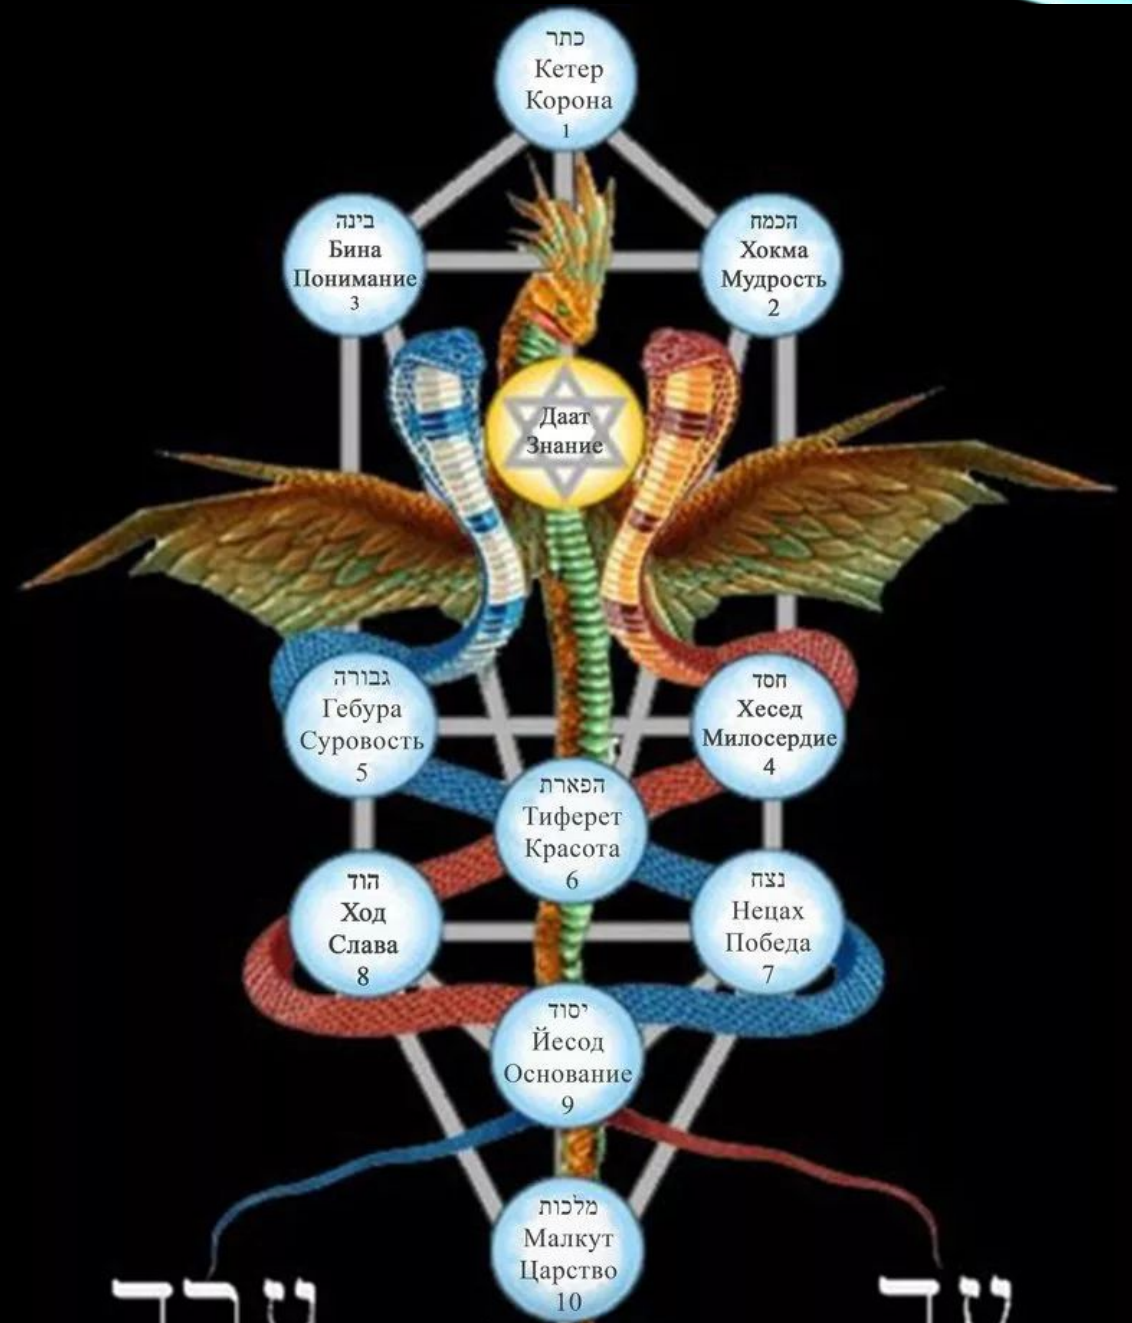 כתר
Кетер
Корона
1
בינה
Бина
Понимание
3
הכמח
Хокма
Мудрость
2
Даат
Знание
גבורה
Гебура
Суровость
5
חסד
Хесед
Милосердие
4
הפארת
Тиферет
Красота
6
הוד
Ход
Слава
8
נצח
Нецах
Победа
7
יסוד
Йесод
Основание
9
מלכות
Малкут
Царство
10